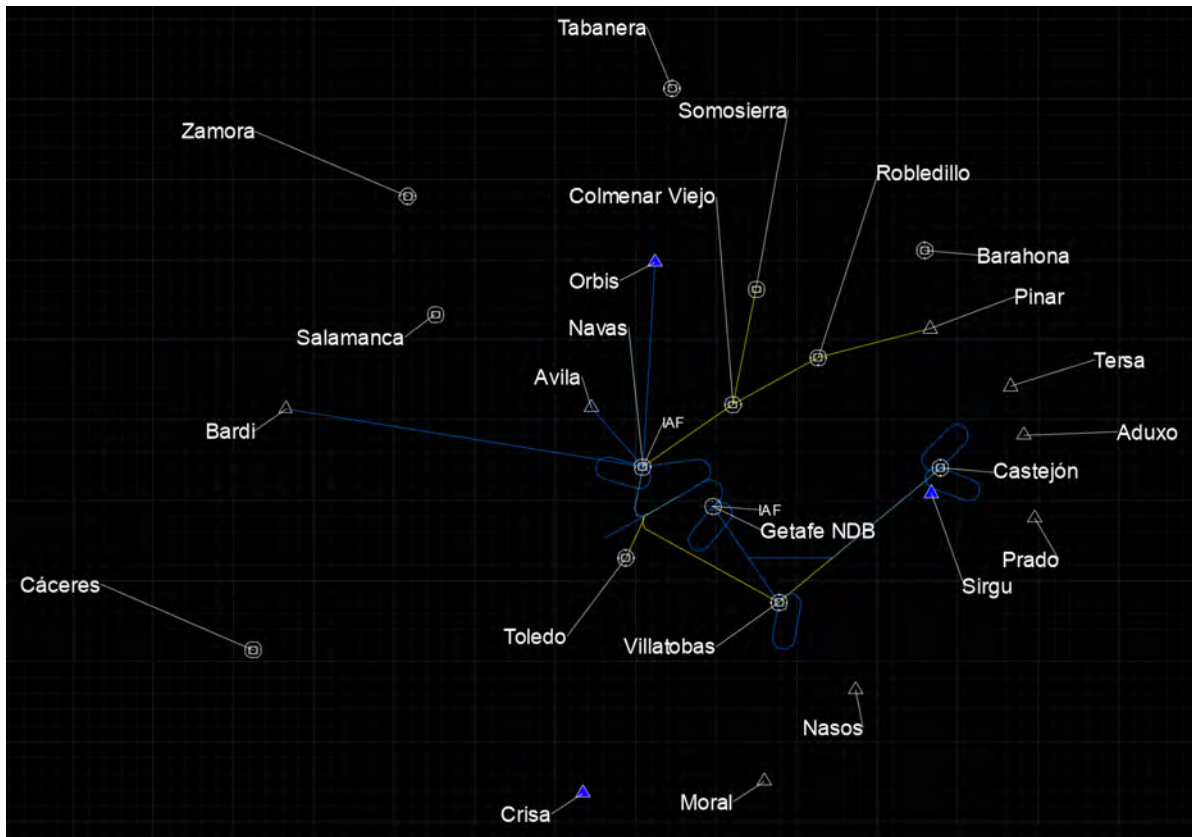 Tabanera
Somosierra
Zamora
Robledillo
Colmenar Viejo
Barahona
Orbis
Pinar
Navas
Salamanca
Tersa
Avila
IAF
Bardi
Aduxo
Castejón
IAF
Getafe NDB
Prado
Cáceres
Sirgu
Toledo
Villatobas
Nasos
Moral
Crisa